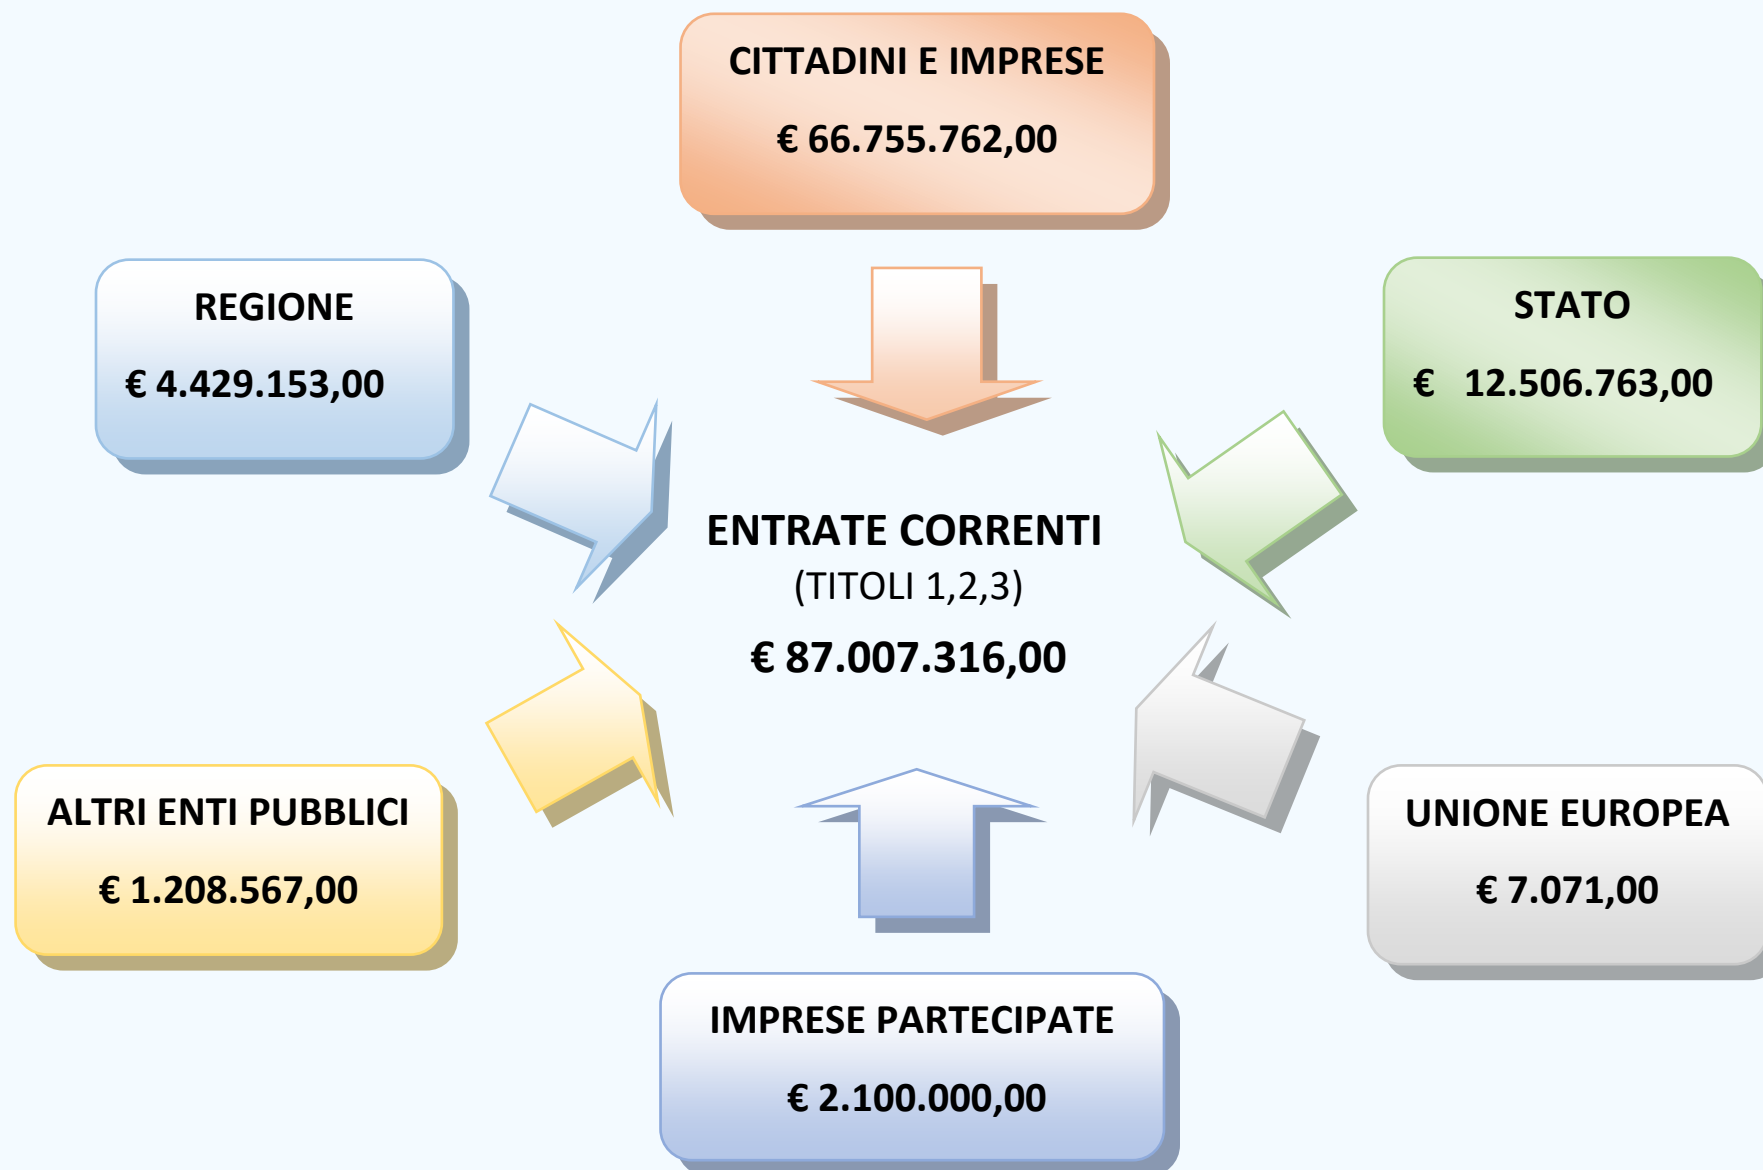 CITTADINI E IMPRESE
€ 66.755.762,00
REGIONE
€ 4.429.153,00
STATO
€ 12.506.763,00
ENTRATE CORRENTI
(TITOLI 1,2,3)
€ 87.007.316,00
ALTRI ENTI PUBBLICI
€ 1.208.567,00
UNIONE EUROPEA
€ 7.071,00
IMPRESE PARTECIPATE
€ 2.100.000,00